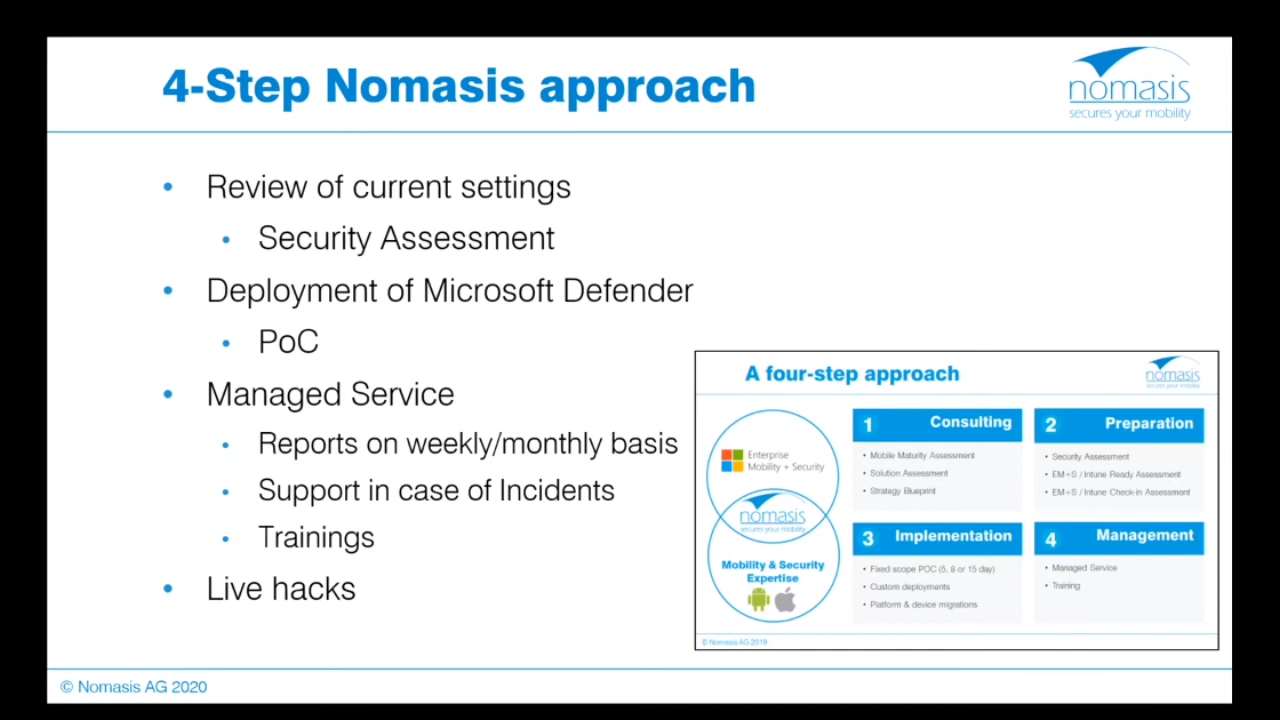 4-Step Nomasis approach
nomasis
secures your mobility
• Review of current settings
• Security Assessment
• Deployment of Microsoft Defender
• PoC
• Managed Service
• Reports on weekly/monthly basis
• Support in case of Incidents
• Trainings
• Live hacks
A four-step approach
nomasis
secures your mobility
Enterprise
Mobility + Security
nomasis
secures your mobility
Mobility & Security
Expertise
1 Consulting
• Mobile Maturity Assessment
• Solution Assessment
• Strategy Blueprint
2 Preparation
• Security Assessment
• EM+S / Intune Ready Assessment
• EM+S / Intune Check-in Assessment
3 Implementation
• Fixed scope POC (5, 8 or 15 day)
• Custom deployments
• Platform & device migrations
4 Management
• Managed Service
• Training
© Nomasis AG 2019
© Nomasis AG 2020